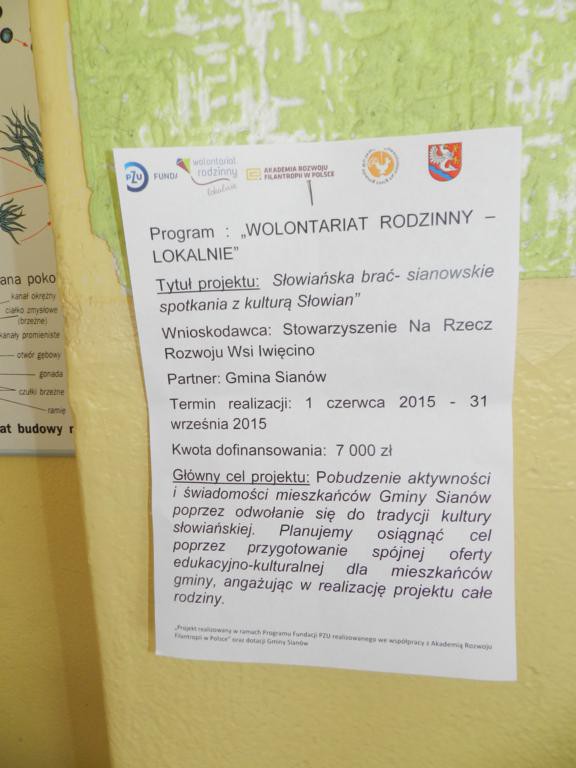 PZU FUNDA
wolontariat
rodzinny
lokalnie
AKADEMIA ROZWOJU
FILANTROPII W POLSCE
Program : „WOLONTARIAT RODZINNY –
LOKALNIE”
Tytuł projektu: Słowiańska brać- sianowskie
spotkania z kulturą Słowian”
Wnioskodawca: Stowarzyszenie Na Rzecz
Rozwoju Wsi Iwięcino
Partner: Gmina Sianów
Termin realizacji: 1 czerwca 2015 - 31
września 2015
Kwota dofinansowania: 7 000 zł
Główny cel projektu: Pobudzenie aktywności
i świadomości mieszkańców Gminy Sianów
poprzez odwołanie się do tradycji kultury
słowiańskiej. Planujemy osiągnąć cel
poprzez przygotowanie spójnej oferty
edukacyjno-kulturalnej dla mieszkańców
gminy, angażując w realizację projektu całe
rodziny.
„Projekt realizowany w ramach Programu Fundacji PZU realizowanego we współpracy z Akademią Rozwoju
Filantropii w Polsce” oraz dotacji Gminy Sianów
ana poko
kanał okrężny
ciałko zmysłowe
(brzeżne)
kanały promieniste
otwór gębowy
gonada
czułki brzeżne
ramię
at budowy